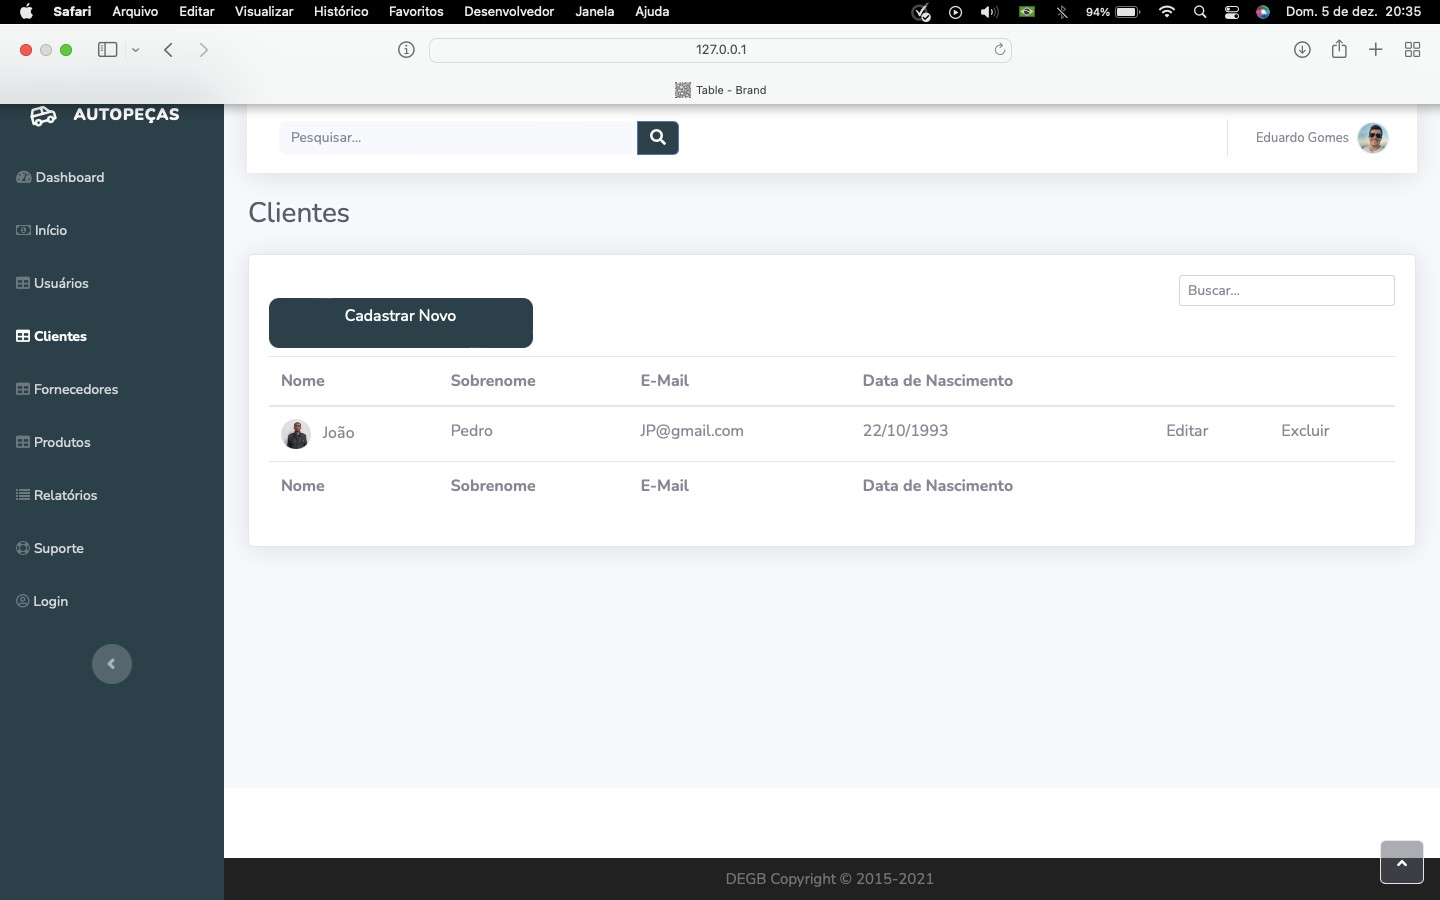 Safari Arquivo Editar Visualizar Histórico Favoritos Desenvolvedor Janela Ajuda 94% Dom. 5 de dez. 20:35
127.0.0.1
Table - Brand
AUTOPEÇAS
Pesquisar...
Eduardo Gomes
Dashboard
Início
Usuários
Clientes
Fornecedores
Produtos
Relatórios
Suporte
Login
Clientes
Buscar...
Cadastrar Novo
Nome Sobrenome E-Mail Data de Nascimento
João Pedro JP@gmail.com 22/10/1993 Editar Excluir
Nome Sobrenome E-Mail Data de Nascimento
DEGB Copyright © 2015-2021